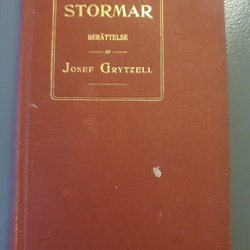 STORMAR
BERÄTTELSE
AF
JOSEF GRYTZELL